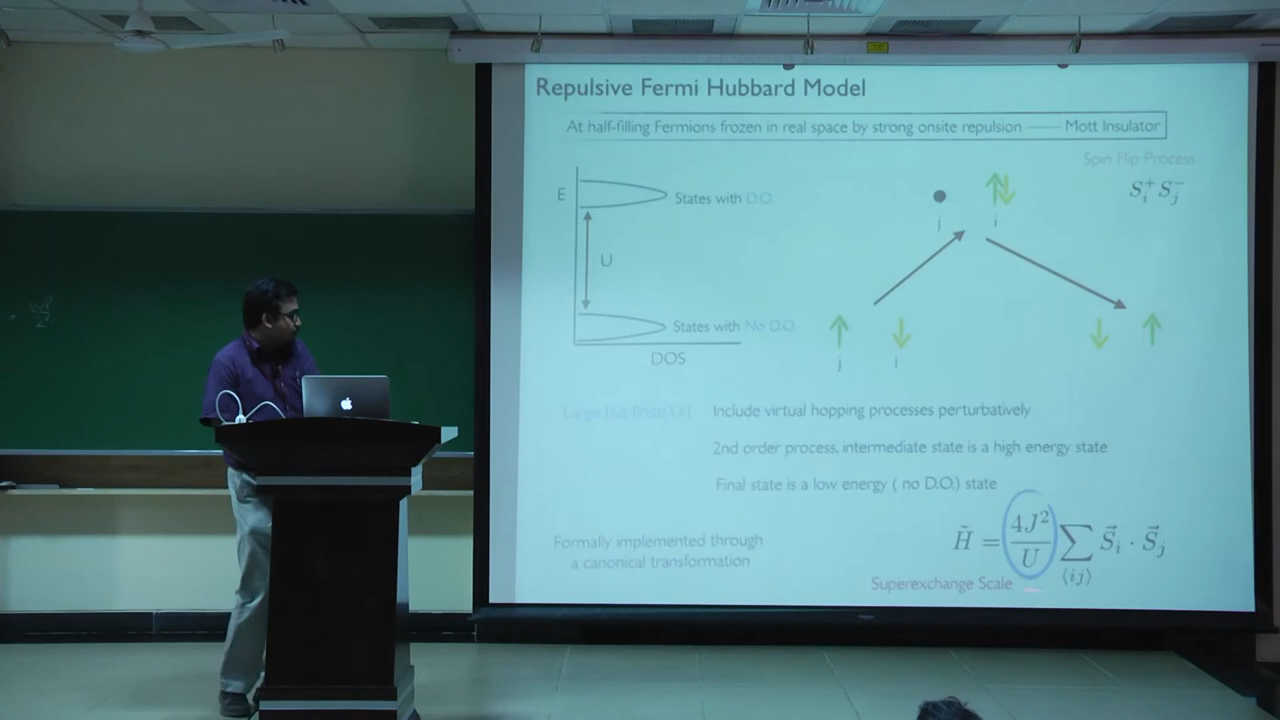 Repulsive Fermi Hubbard Model
At half-filling Fermions frozen in real space by strong onsite repulsion —— Mott Insulator
Spin Flip Process
E
States with D.O.
j
i
S_i^+ S_j^-
U
States with No D.O.
DOS
j
i
Large but finite U/J
Include virtual hopping processes perturbatively
2nd order process, intermediate state is a high energy state
Final state is a low energy ( no D.O.) state
Formally implemented through
a canonical transformation
H̃ = 4J²/U ∑⟨ij⟩ S⃗i · S⃗j
Superexchange Scale